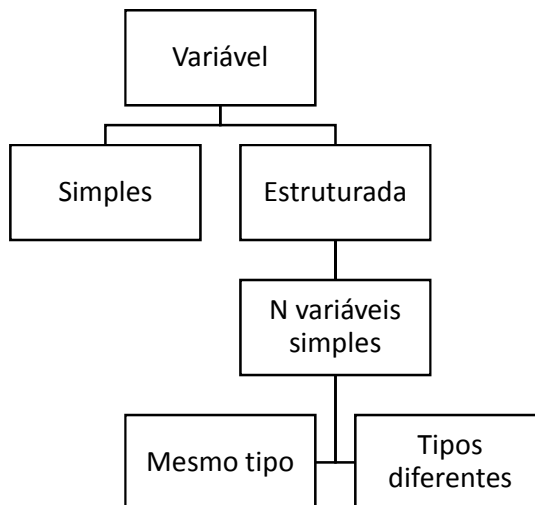 Variável
Simples
Estruturada
N variáveis
simples
Mesmo tipo
Tipos
diferentes